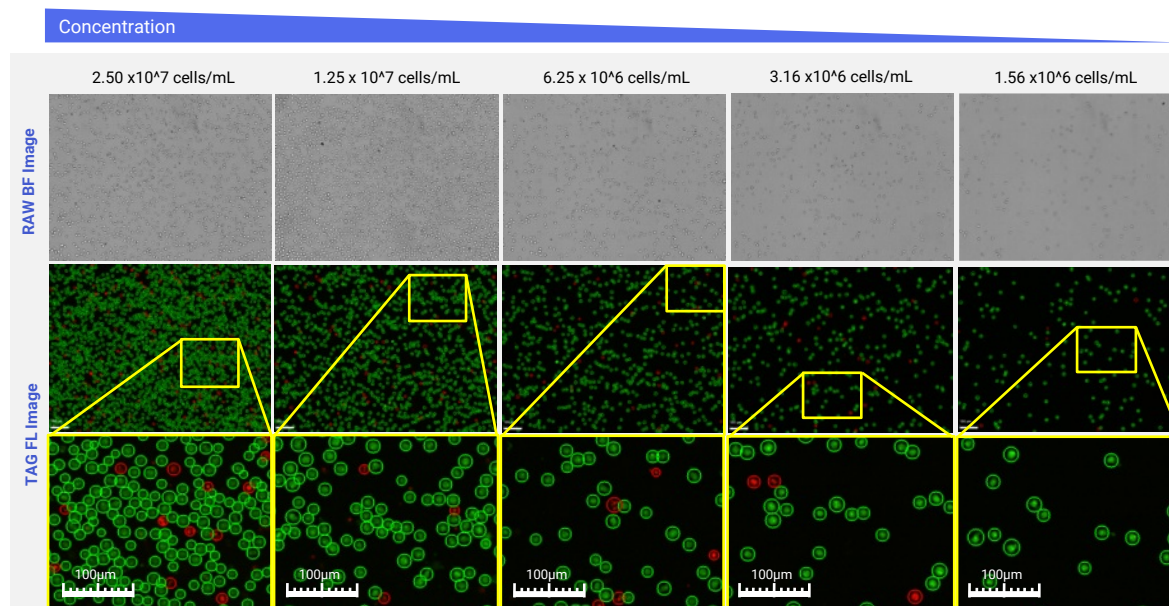 Concentration
2.50 x10^7 cells/mL
1.25 x 10^7 cells/mL
6.25 x10^6 cells/mL
3.16 x10^6 cells/mL
1.56 x10^6 cells/mL
RAW BF Image
TAG FL Image
100μm
100μm
100μm
100μm
100μm